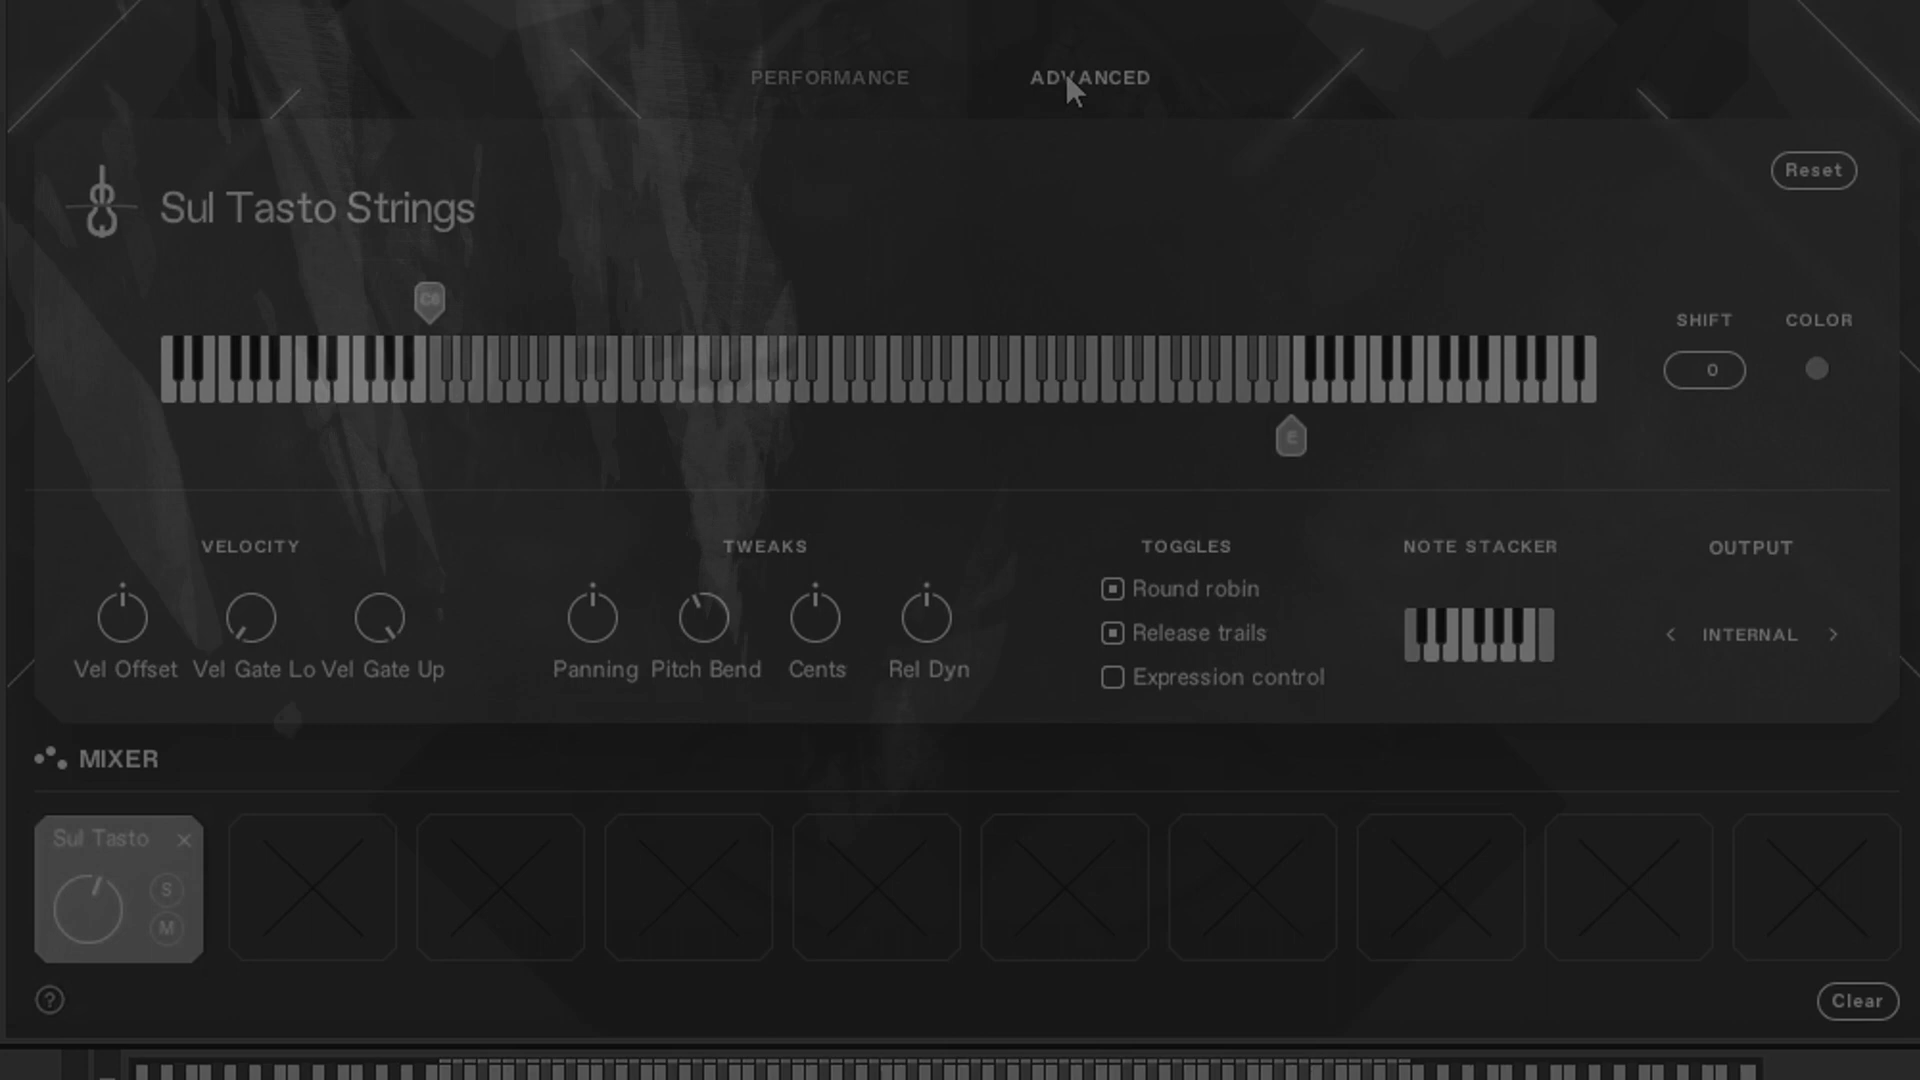 PERFORMANCE ADVANCED
Reset
Sul Tasto Strings
SHIFT COLOR
0
E
VELOCITY TWEAKS TOGGLES NOTE STACKER OUTPUT
Round robin
Release trails INTERNAL
Vel Offset Vel Gate Lo Vel Gate Up Panning Pitch Bend Cents Rel Dyn Expression control
MIXER
Sul Tasto
S
M
? Clear